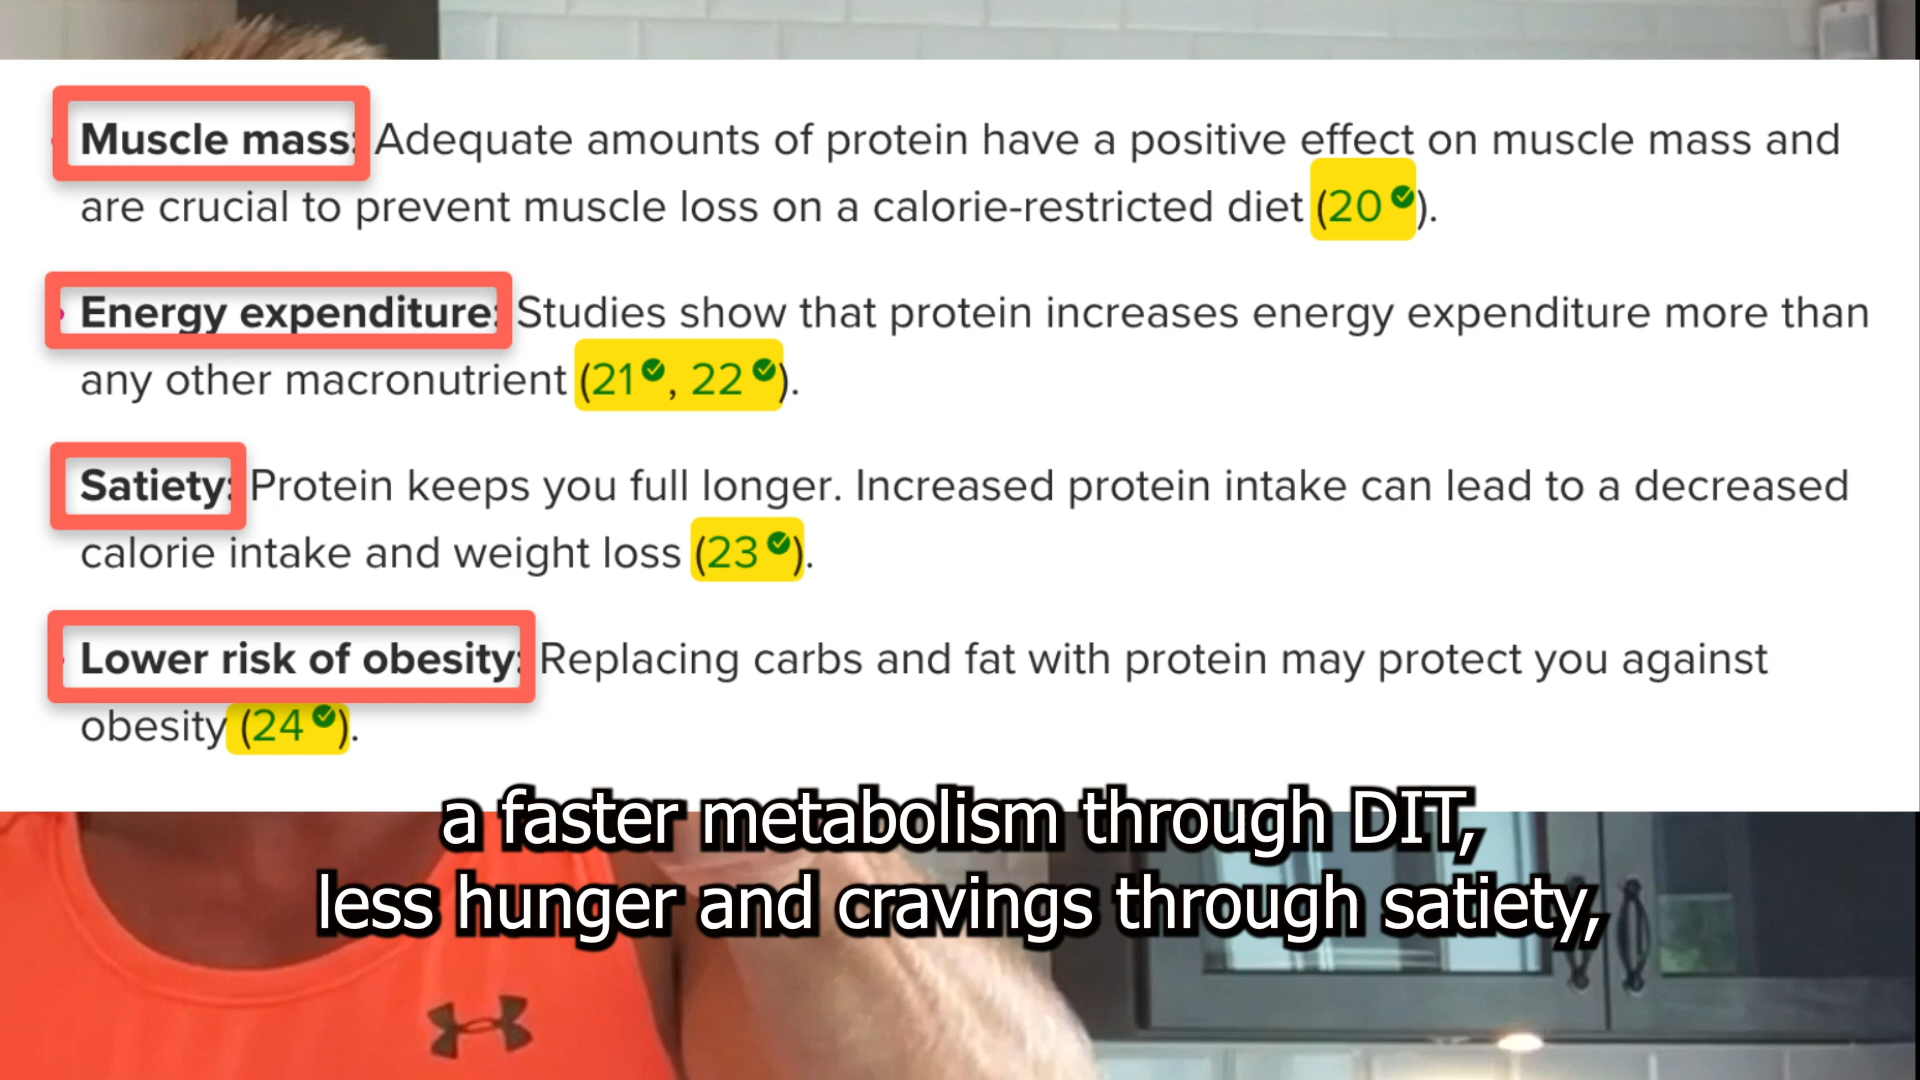 Muscle mass: Adequate amounts of protein have a positive effect on muscle mass and
are crucial to prevent muscle loss on a calorie-restricted diet (20).
Energy expenditure: Studies show that protein increases energy expenditure more than
any other macronutrient (21, 22).
Satiety: Protein keeps you full longer. Increased protein intake can lead to a decreased
calorie intake and weight loss (23).
Lower risk of obesity: Replacing carbs and fat with protein may protect you against
obesity (24).
a faster metabolism through DIT,
less hunger and cravings through satiety,